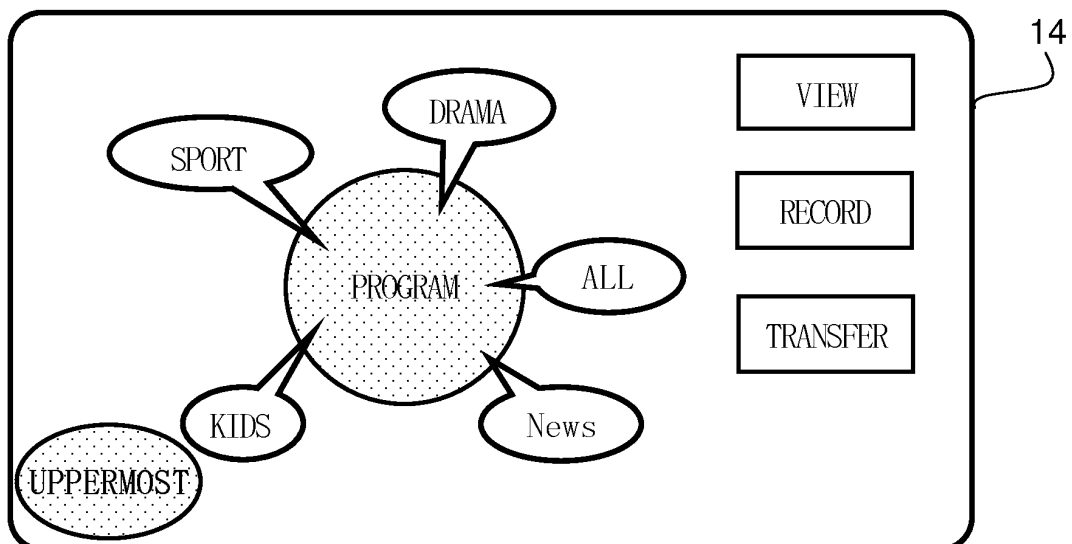 14
VIEW
DRAMA
SPORT
RECORD
ALL
PROGRAM
TRANSFER
KIDS
News
UPPERMOST